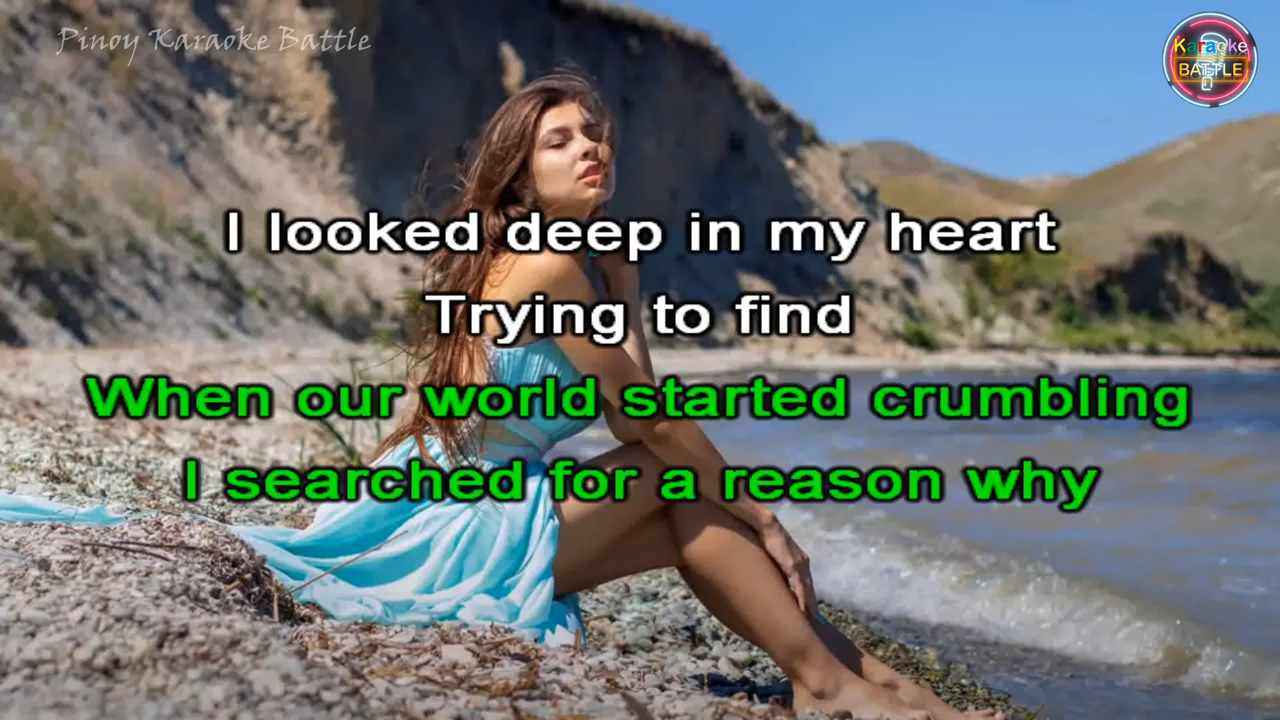 Pinoy Karaoke Battle
Karaoke
BATTLE
I looked deep in my heart
Trying to find
When our world started crumbling
I searched for a reason why